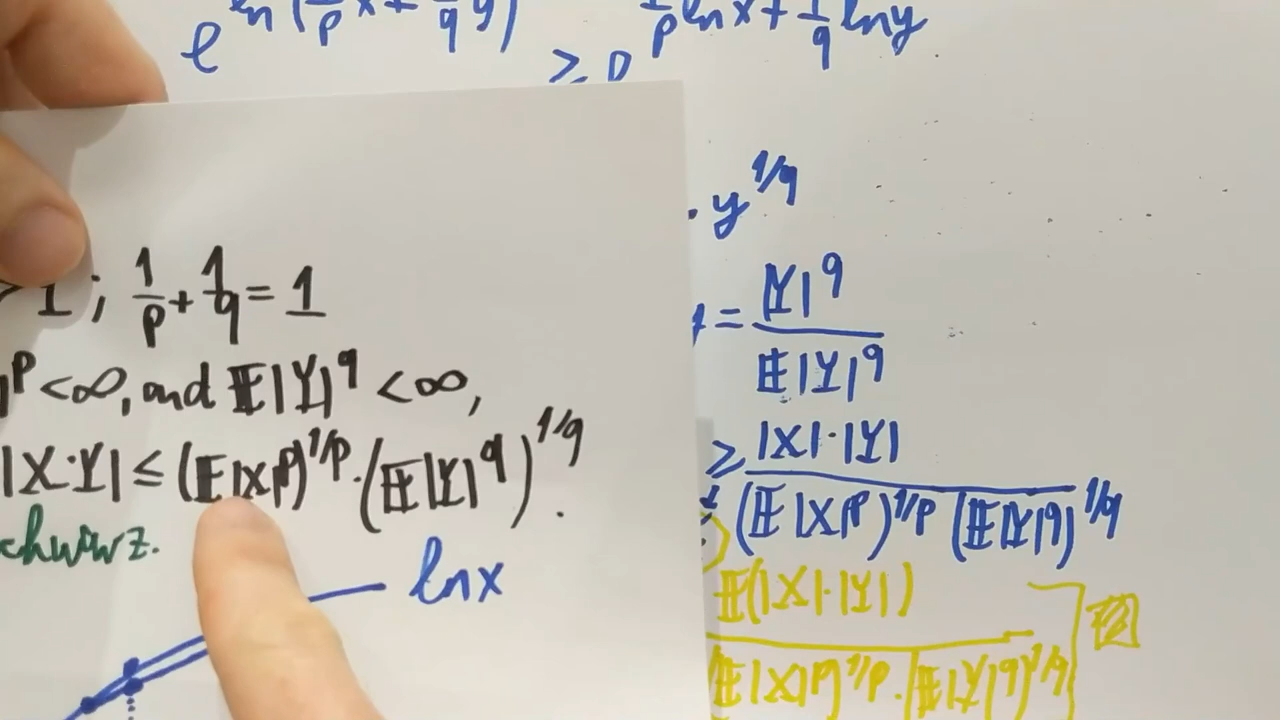 e^{ln(1/p x + 1/q y)} ≥ e^{1/p ln x + 1/q ln y}
· y^{1/q}
> 1 ; 1/p + 1/q = 1
= |Y|^q / 𝔼|Y|^q
|^p < ∞, and 𝔼|Y|^q < ∞,
|X·Y| ≤ (𝔼|X|^p)^{1/p} · (𝔼|Y|^q)^{1/q}.
≥ |X|·|Y| / (𝔼|X|^p)^{1/p} (𝔼|Y|^q)^{1/q}
chwarz.
ln x
𝔼(|X|·|Y|) / (𝔼|X|^p)^{1/p} · (𝔼|Y|^q)^{1/q}